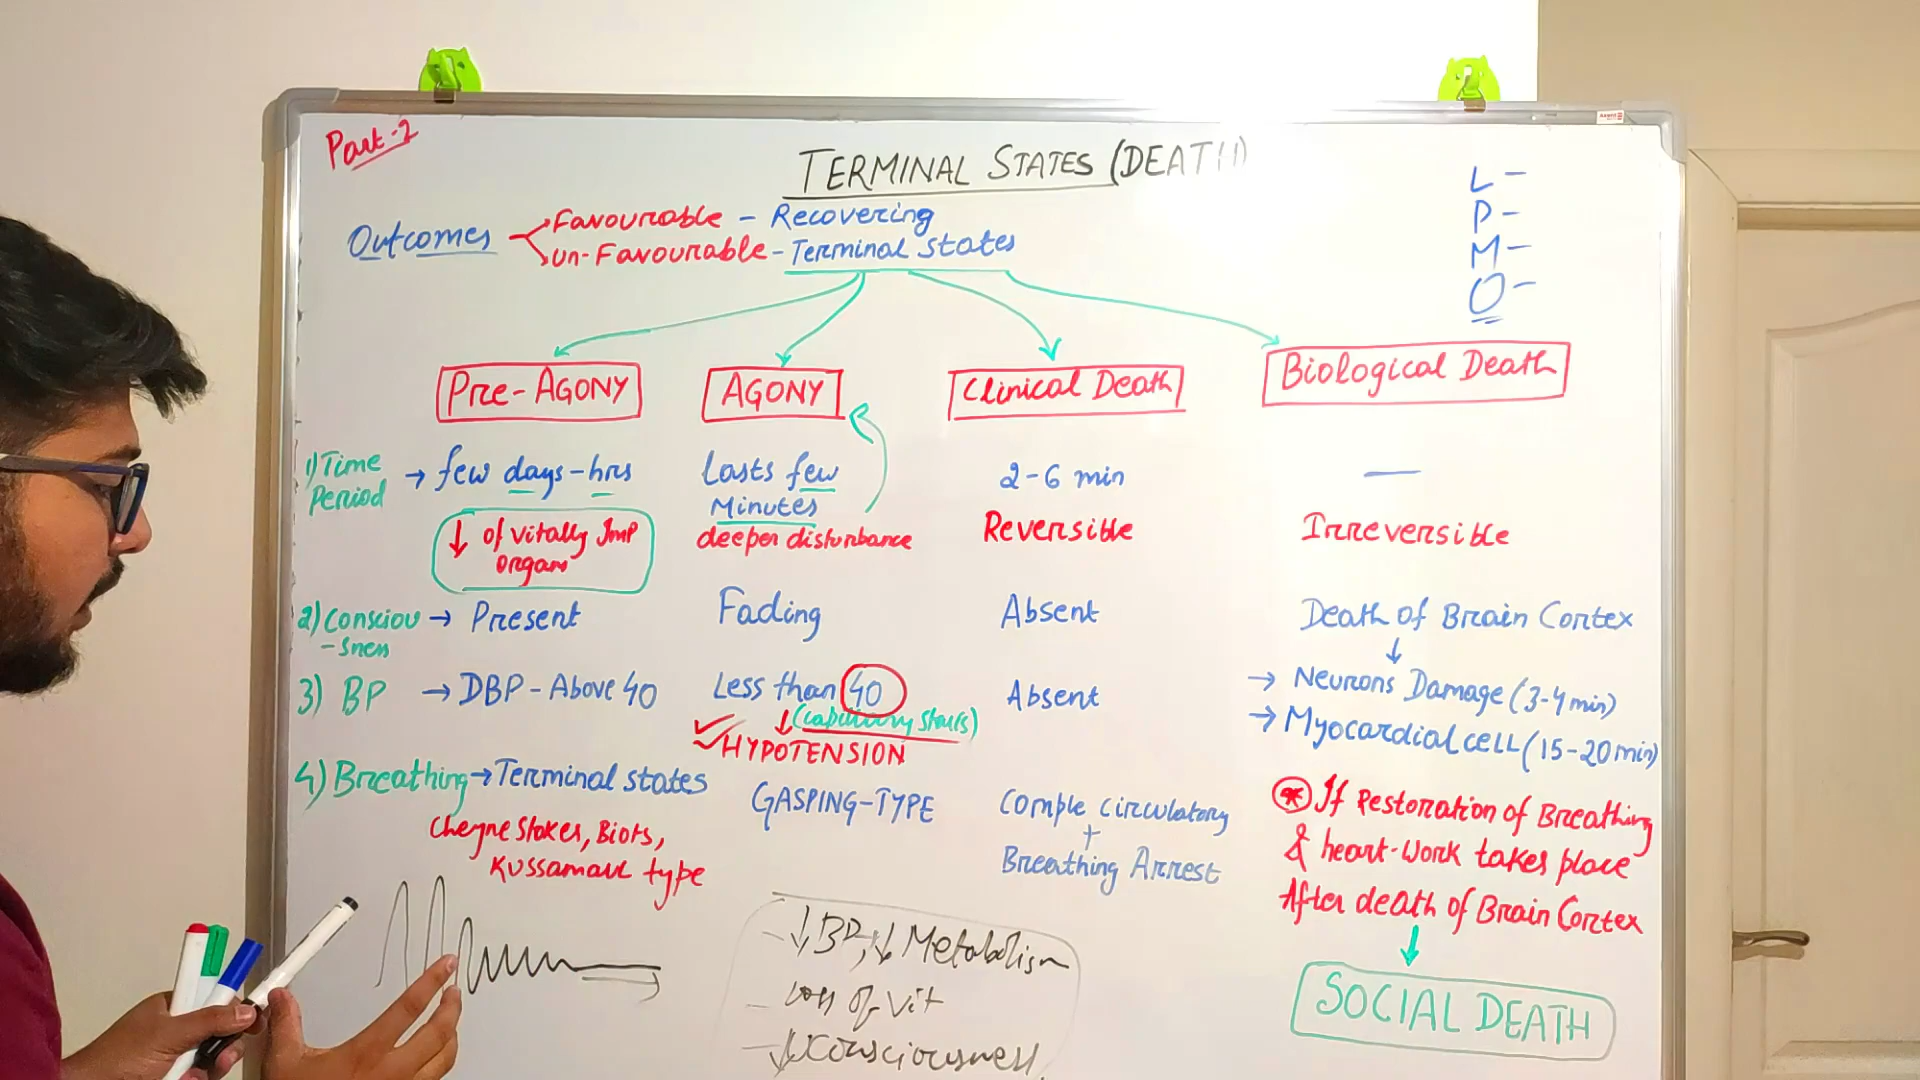 Part-2
TERMINAL STATES (DEATH)
L -
P -
M -
O -
Outcomes
Favourable - Recovering
un-Favourable - Terminal states
Pre-AGONY
AGONY
Clinical Death
Biological Death
1) Time Period → few days-hrs
↓ of vitally Imp
organs
Lasts few
Minutes
deeper disturbance
2-6 min
Reversible
—
Irreversible
2) Consciou
-sness
→ Present
Fading
Absent
Death of Brain Cortex
↓
→ Neurons Damage (3-4 min)
→ Myocardial cell (15-20 min)
3) BP → DBP - Above 40
Less than 40
↓ (capillary stasis)
HYPOTENSION
Absent
4) Breathing → Terminal states
Cheyne Stokes, Biots,
Kussamaul type
GASPING-TYPE
Comple circulatory
+
Breathing Arrest
If Restoration of Breathing
& heart-work takes place
After death of Brain Cortex
↓
SOCIAL DEATH
- ↓BP, ↓ Metabolism
- loss of vit
- ↓ Consciousness